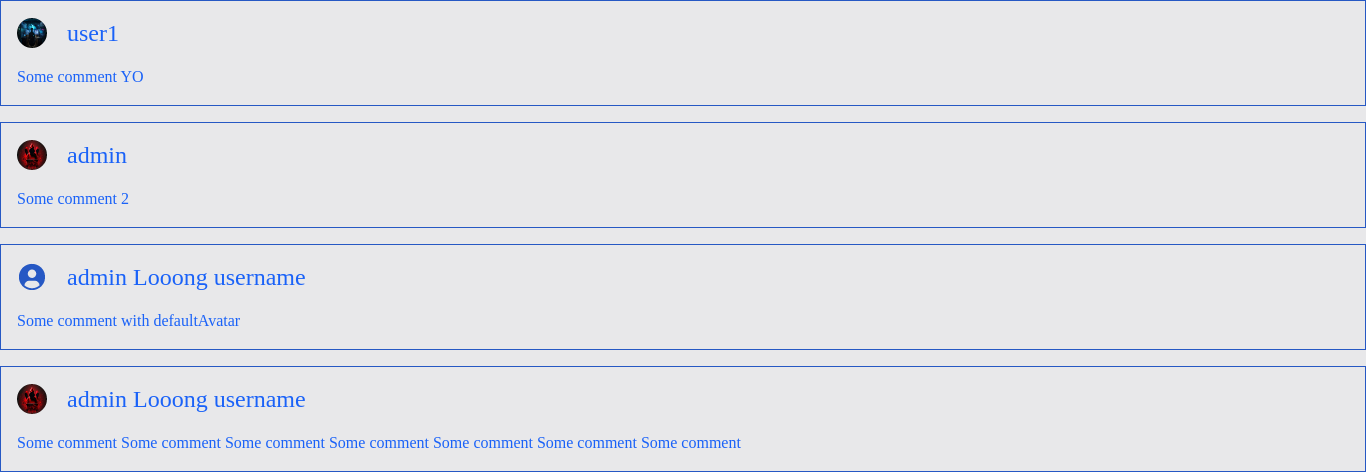 user1
Some comment YO
admin
Some comment 2
admin Looong username
Some comment with defaultAvatar
admin Looong username
Some comment Some comment Some comment Some comment Some comment Some comment Some comment